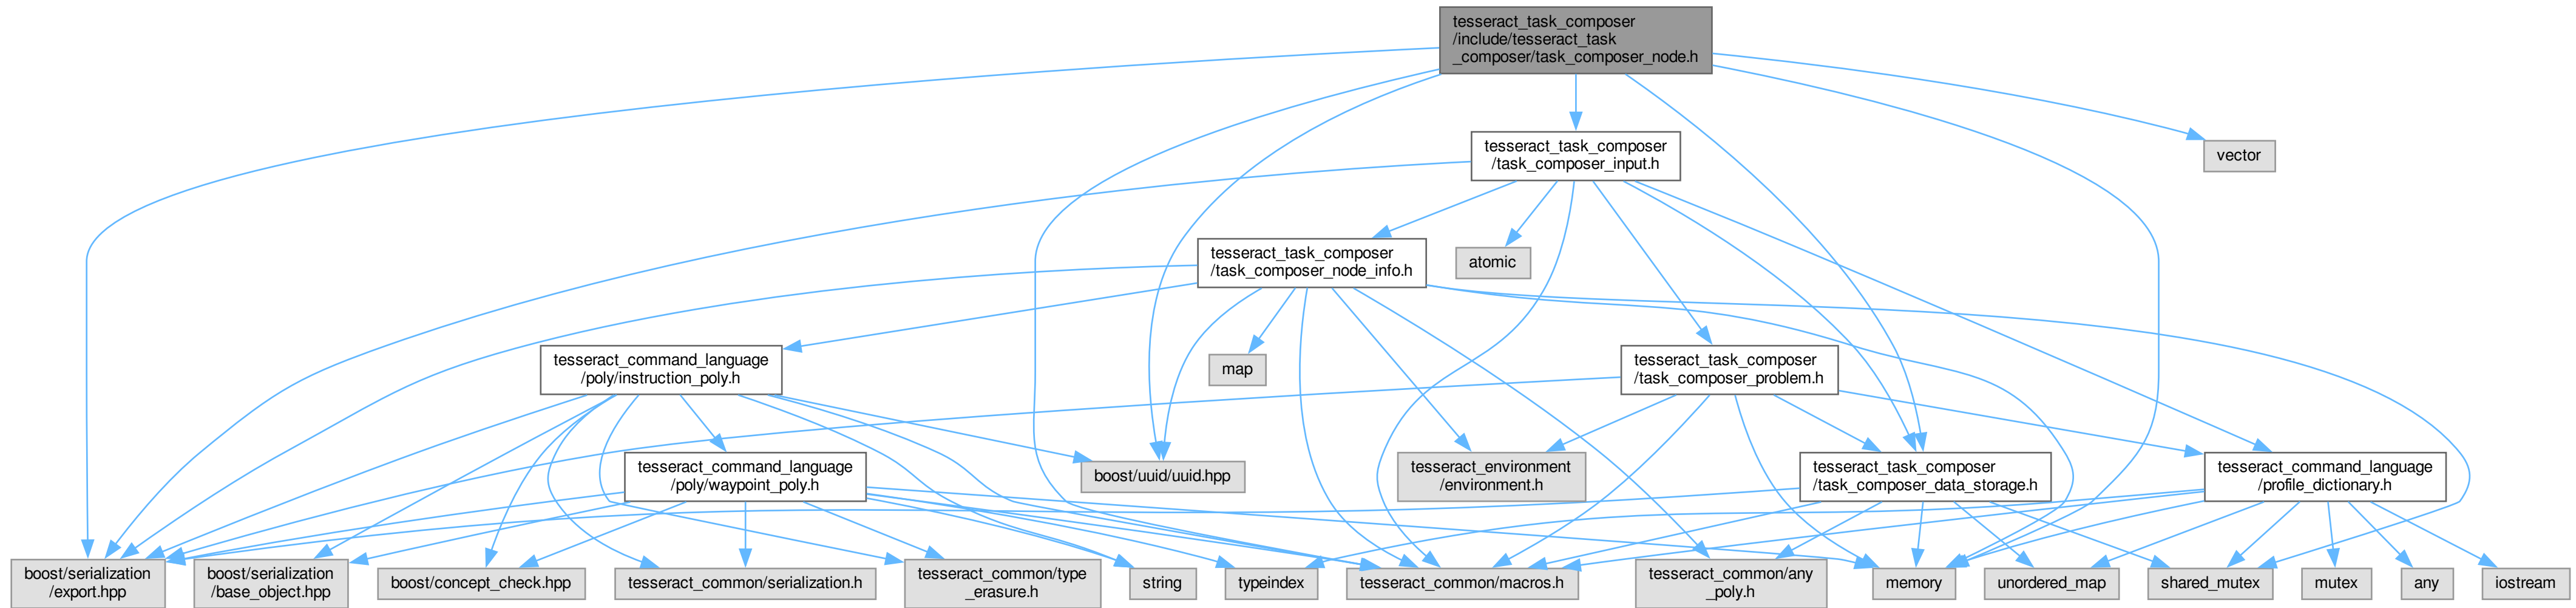 tesseract_task_composer
/include/tesseract_task
_composer/task_composer_node.h
tesseract_task_composer
/task_composer_input.h
vector
tesseract_task_composer
/task_composer_node_info.h
atomic
tesseract_command_language
/poly/instruction_poly.h
map
tesseract_task_composer
/task_composer_problem.h
tesseract_command_language
/poly/waypoint_poly.h
boost/uuid/uuid.hpp
tesseract_environment
/environment.h
tesseract_task_composer
/task_composer_data_storage.h
tesseract_command_language
/profile_dictionary.h
boost/serialization
/export.hpp
boost/serialization
/base_object.hpp
boost/concept_check.hpp
tesseract_common/serialization.h
tesseract_common/type
_erasure.h
string
typeindex
tesseract_common/macros.h
tesseract_common/any
_poly.h
memory
unordered_map
shared_mutex
mutex
any
iostream